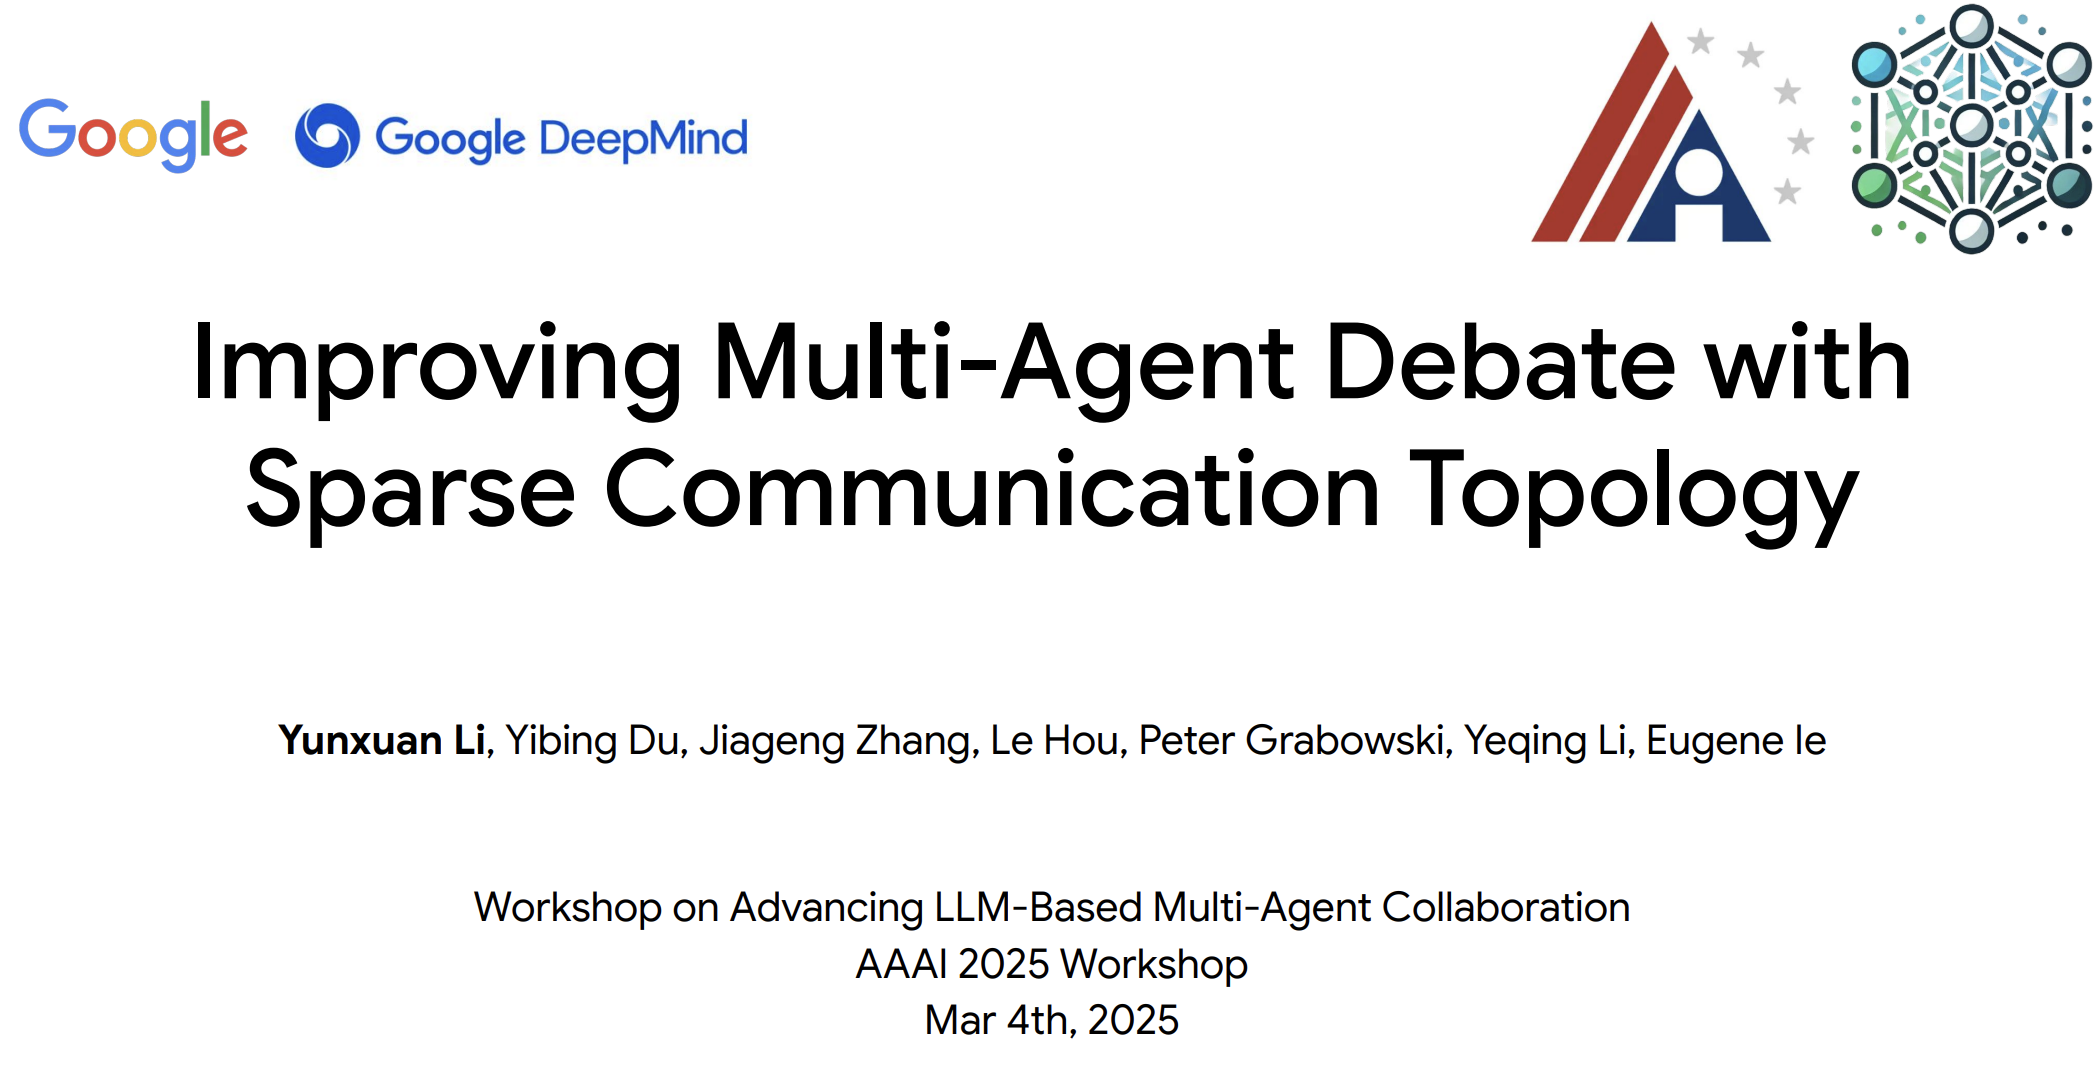 Google
Google DeepMind
Improving Multi-Agent Debate with
Sparse Communication Topology
Yunxuan Li, Yibing Du, Jiageng Zhang, Le Hou, Peter Grabowski, Yeqing Li, Eugene Ie
Workshop on Advancing LLM-Based Multi-Agent Collaboration
AAAI 2025 Workshop
Mar 4th, 2025